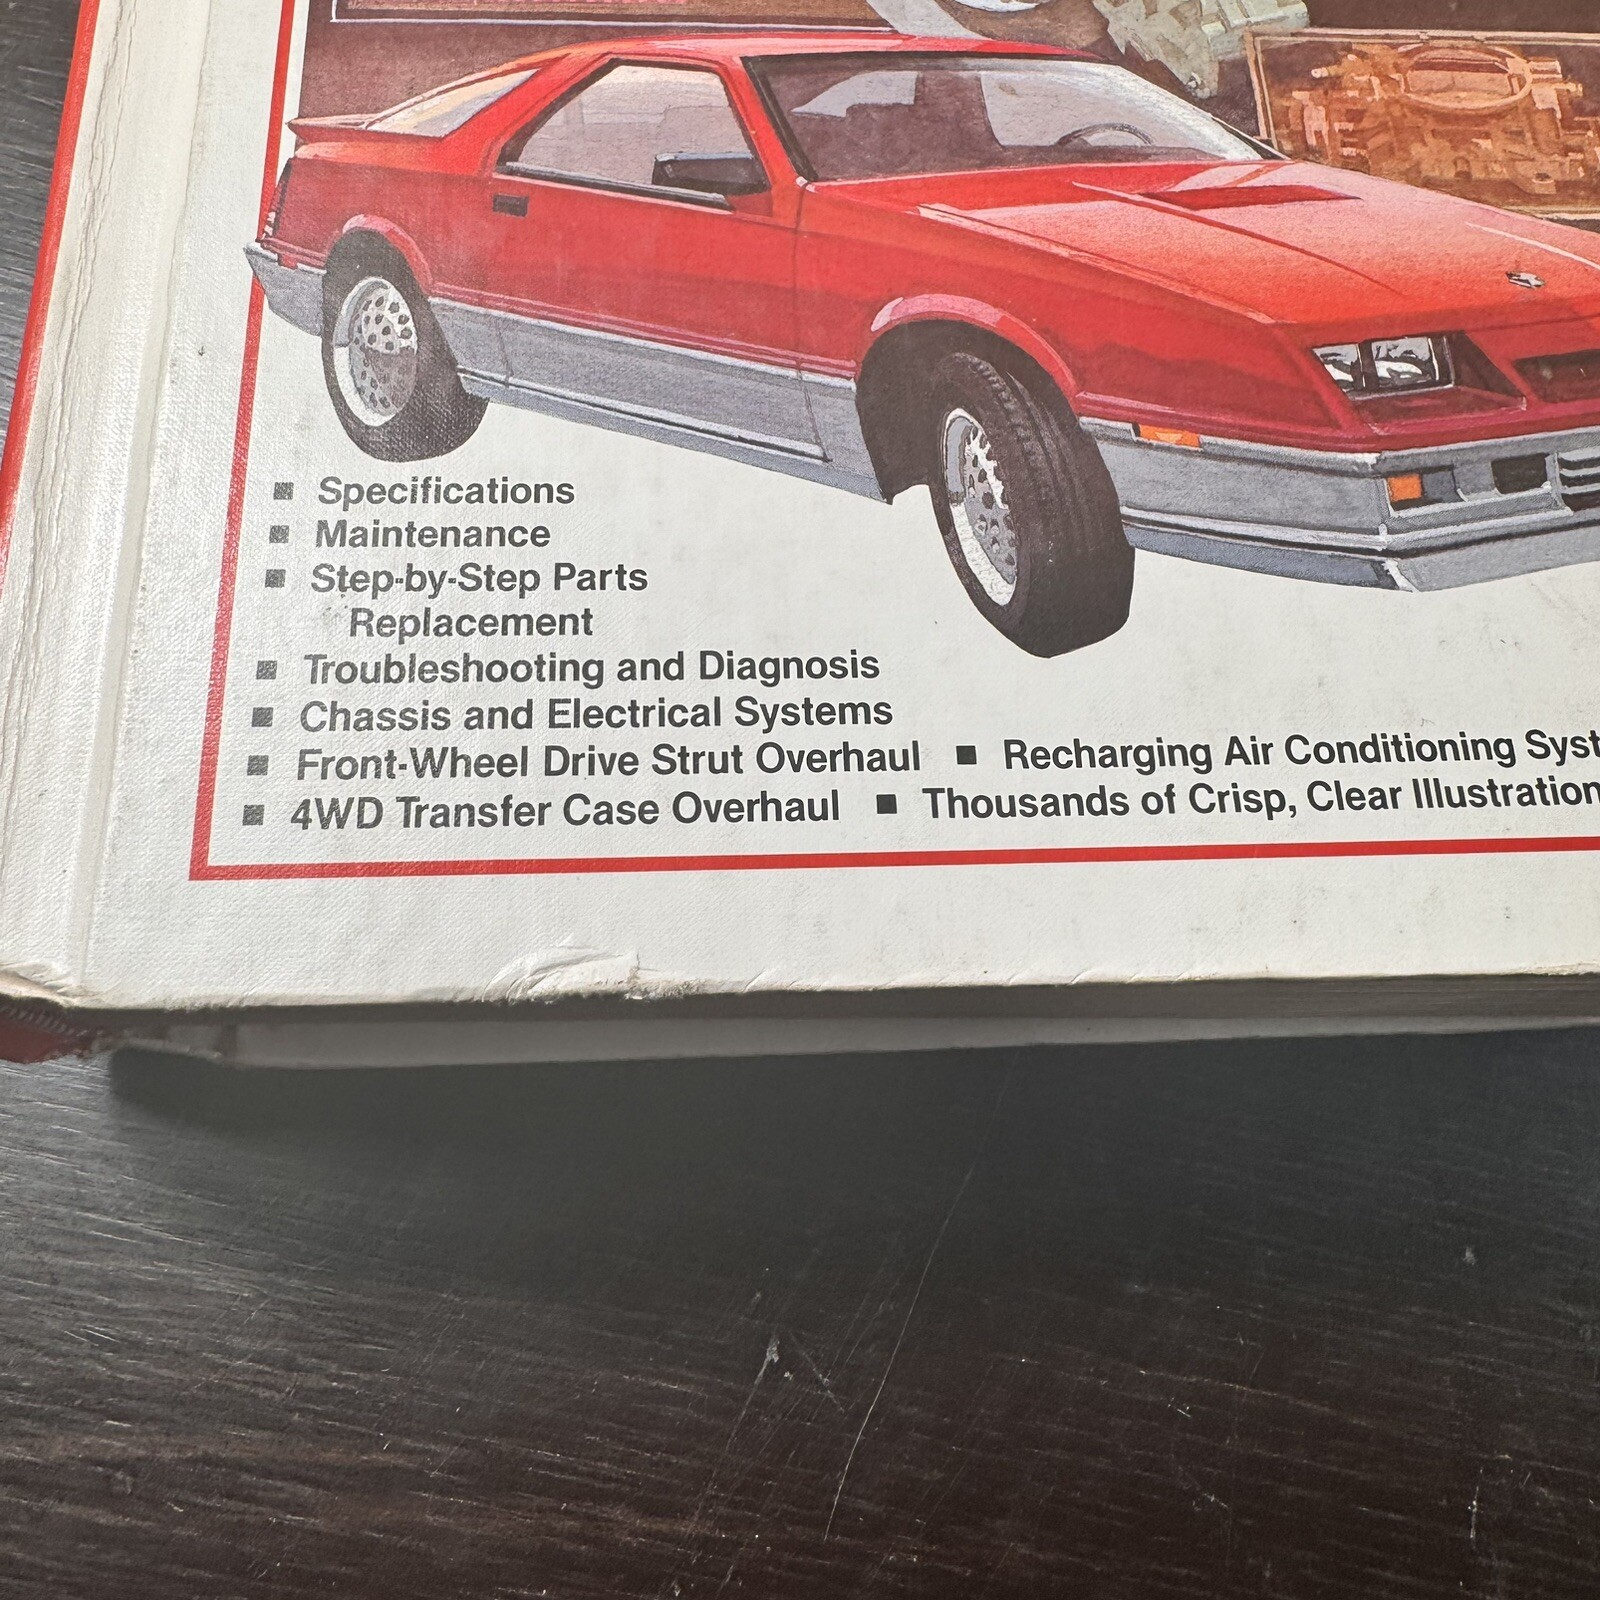 ■ Specifications
■ Maintenance
■ Step-by-Step Parts
Replacement
■ Troubleshooting and Diagnosis
■ Chassis and Electrical Systems
■ Front-Wheel Drive Strut Overhaul ■ Recharging Air Conditioning Syst
■ 4WD Transfer Case Overhaul ■ Thousands of Crisp, Clear Illustration